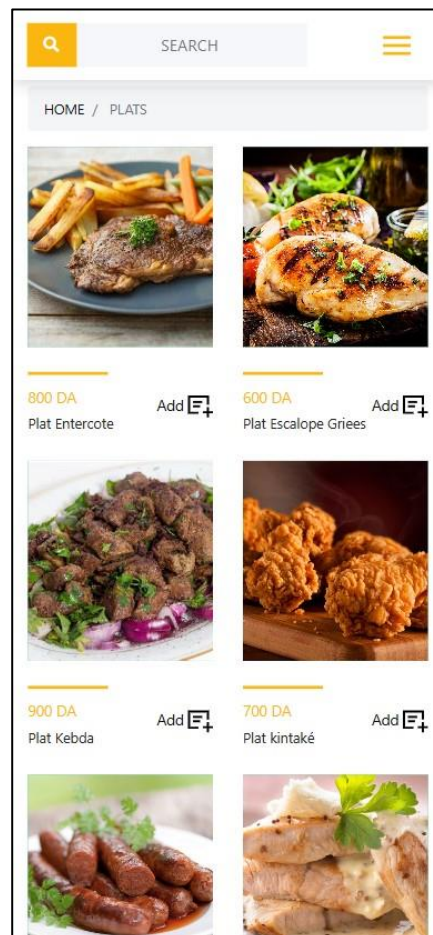 SEARCH
HOME / PLATS
800 DA
Add
Plat Entercote
600 DA
Add
Plat Escalope Griees
900 DA
Add
Plat Kebda
700 DA
Add
Plat kintaké